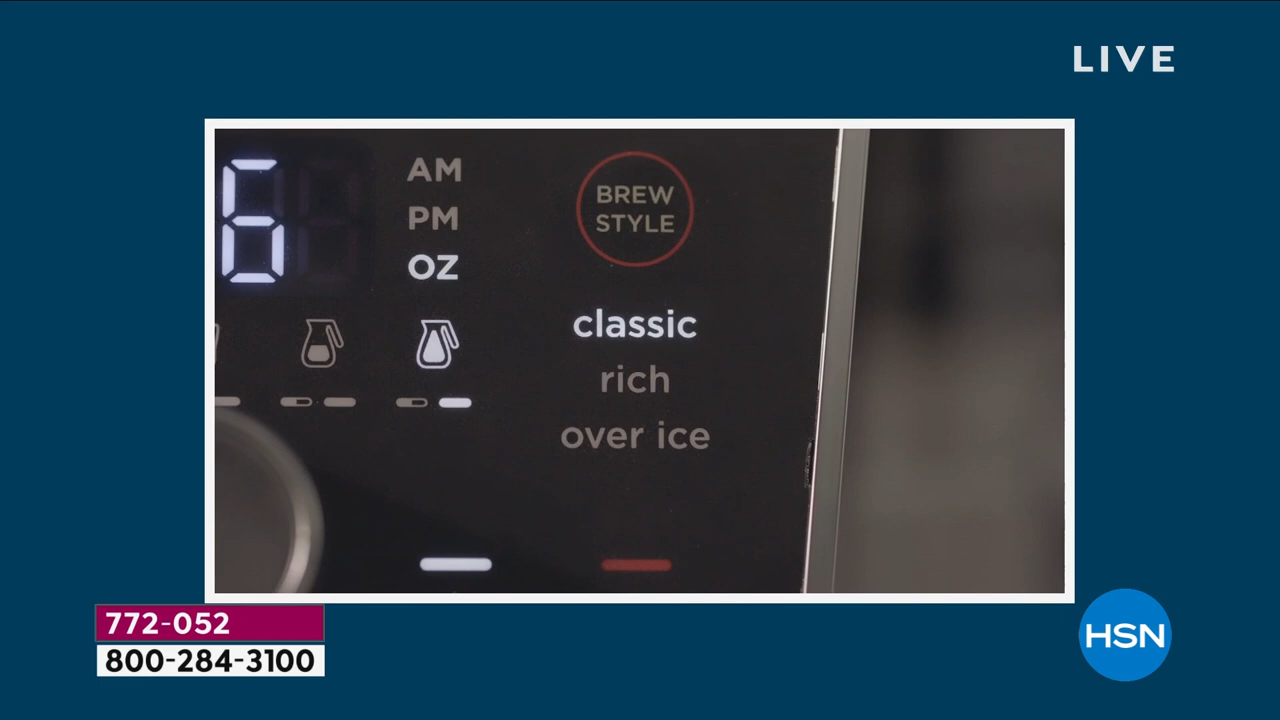 LIVE
6
AM
PM
OZ
BREW
STYLE
classic
rich
over ice
772-052
800-284-3100
HSN